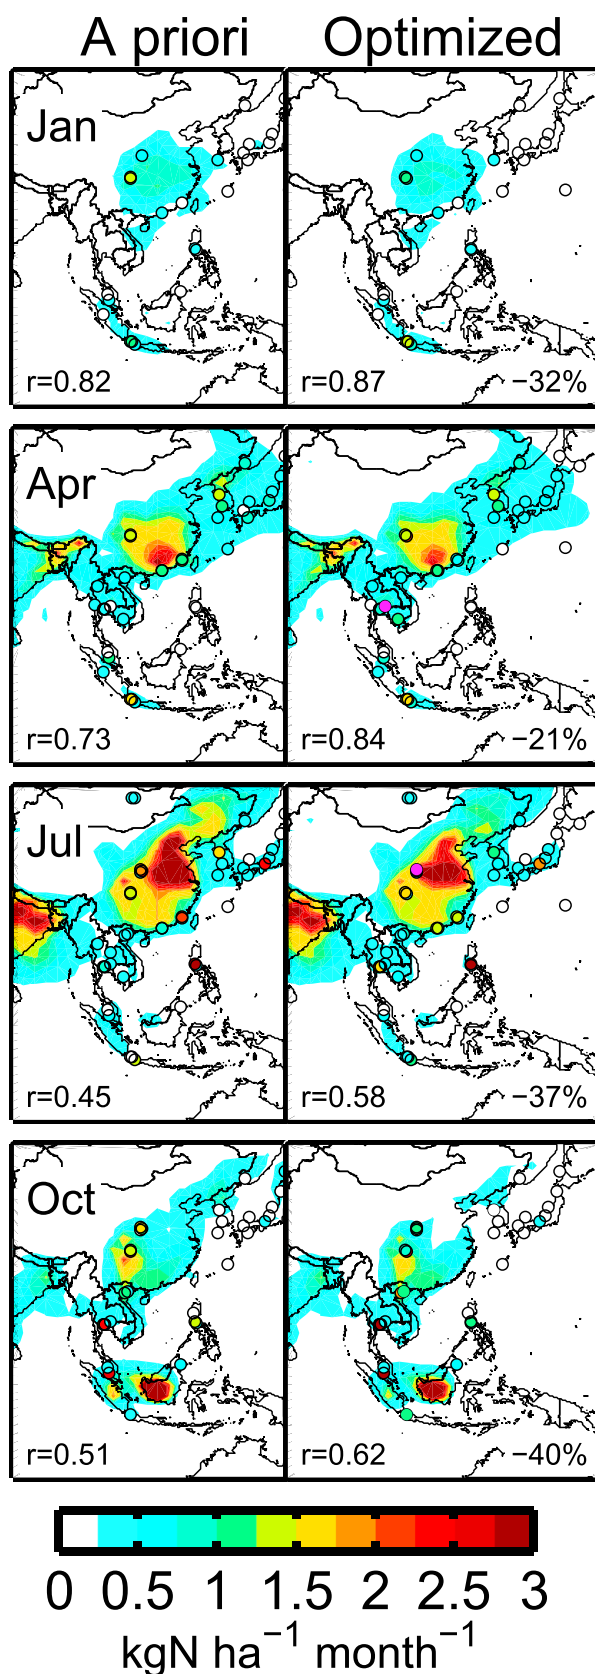 A priori Optimized
Jan
r=0.82 r=0.87 −32%
Apr
r=0.73 r=0.84 −21%
Jul
r=0.45 r=0.58 −37%
Oct
r=0.51 r=0.62 −40%
0 0.5 1 1.5 2 2.5 3
kgN ha⁻¹ month⁻¹